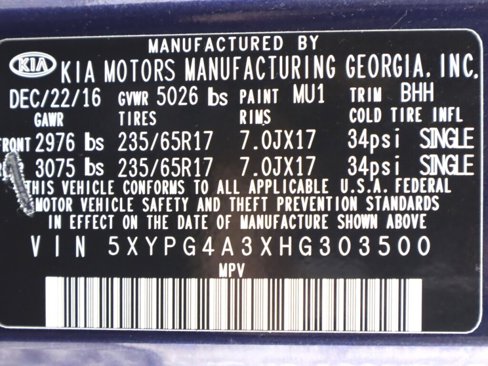 MANUFACTURED BY
KIA KIA MOTORS MANUFACTURING GEORGIA, INC.
DEC/22/16 GVWR 5026 lbs PAINT MU1 TRIM BHH
GAWR TIRES RIMS COLD TIRE INFL
FRONT 2976 lbs 235/65R17 7.0JX17 34psi SINGLE
3075 lbs 235/65R17 7.0JX17 34psi SINGLE
THIS VEHICLE CONFORMS TO ALL APPLICABLE U.S.A. FEDERAL
MOTOR VEHICLE SAFETY AND THEFT PREVENTION STANDARDS
IN EFFECT ON THE DATE OF MANUFACTURE SHOWN ABOVE
VIN 5XYPG4A3XHG303500
MPV